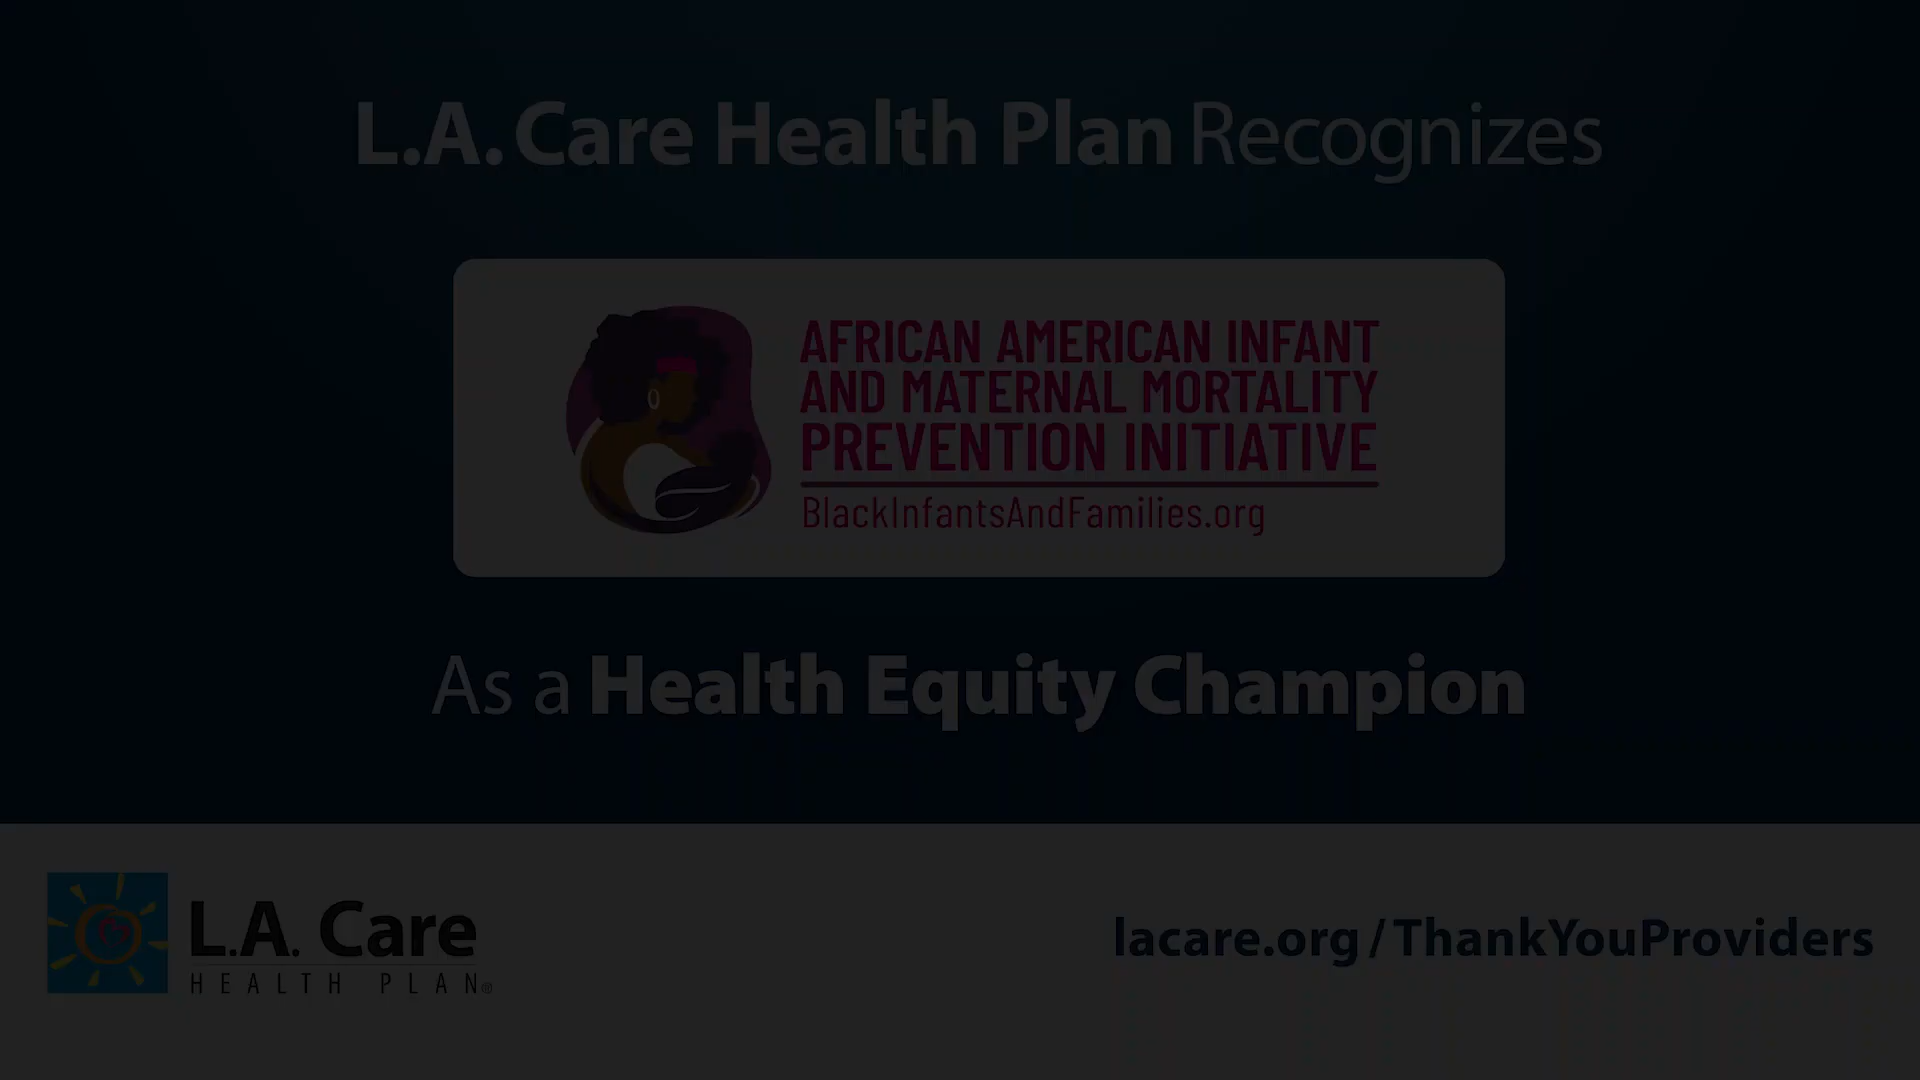 L.A. Care Health Plan Recognizes
AFRICAN AMERICAN INFANT
AND MATERNAL MORTALITY
PREVENTION INITIATIVE
BlackInfantsAndFamilies.org
As a Health Equity Champion
L.A. Care
HEALTH PLAN®
lacare.org/ThankYouProviders